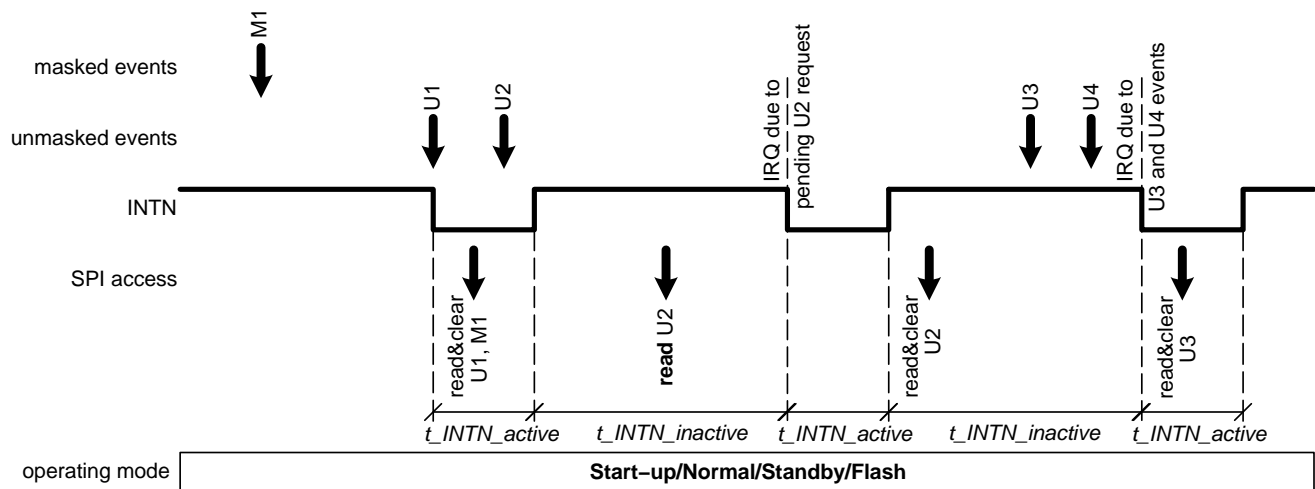 M1
masked events
U1
U2
IRQ due to
pending U2 request
U3
U4
IRQ due to
U3 and U4 events
unmasked events
INTN
SPI access
read&clear
U1, M1
read U2
read&clear
U2
read&clear
U3
t_INTN_active
t_INTN_inactive
t_INTN_active
t_INTN_inactive
t_INTN_active
operating mode
Start−up/Normal/Standby/Flash